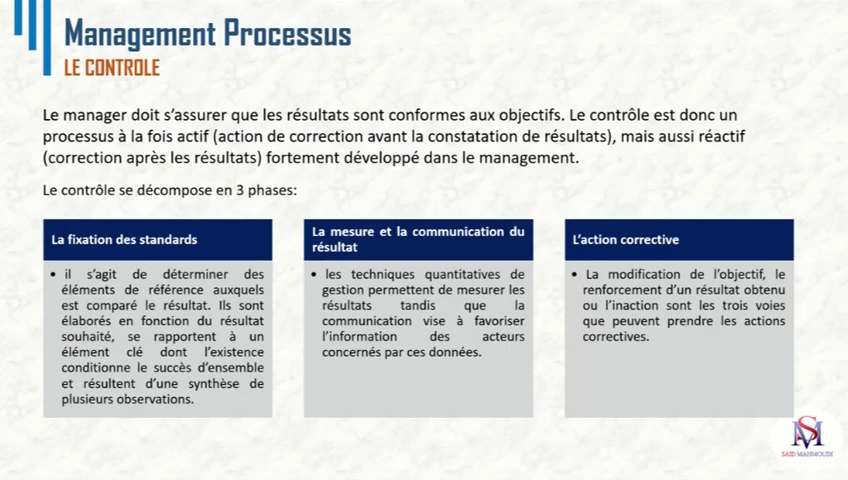 Management Processus
LE CONTROLE
Le manager doit s'assurer que les résultats sont conformes aux objectifs. Le contrôle est donc un
processus à la fois actif (action de correction avant la constatation de résultats), mais aussi réactif
(correction après les résultats) fortement développé dans le management.
Le contrôle se décompose en 3 phases:
La fixation des standards
• il s'agit de déterminer des
éléments de référence auxquels
est comparé le résultat. Ils sont
élaborés en fonction du résultat
souhaité, se rapportent à un
élément clé dont l'existence
conditionne le succès d'ensemble
et résultent d'une synthèse de
plusieurs observations.
La mesure et la communication du
résultat
• les techniques quantitatives de
gestion permettent de mesurer les
résultats tandis que la
communication vise à favoriser
l'information des acteurs
concernés par ces données.
L'action corrective
• La modification de l'objectif, le
renforcement d'un résultat obtenu
ou l'inaction sont les trois voies
que peuvent prendre les actions
correctives.
SM
SAID MAHMOUDI